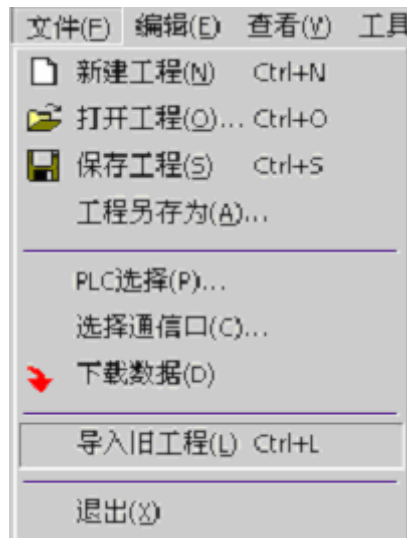 文件(F) 编辑(E) 查看(V) 工具
新建工程(N) Ctrl+N
打开工程(O)... Ctrl+O
保存工程(S) Ctrl+S
工程另存为(A)...
PLC选择(P)...
选择通信口(C)...
下载数据(D)
导入旧工程(L) Ctrl+L
退出(X)